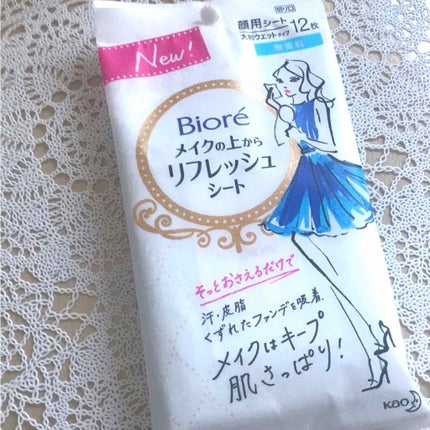 New!
切り口
顔用シート
大判ウエットタイプ
12枚
無香料
Bioré
メイクの上から
リフレッシュ
シート
そっとおさえるだけで
汗・皮脂
くずれたファンデを吸着
メイクはキープ
肌さっぱり!
Kao